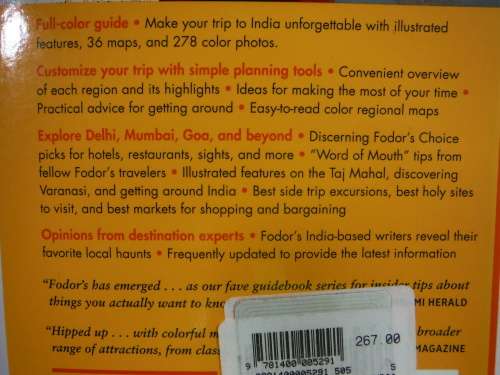 Full-color guide • Make your trip to India unforgettable with illustrated
features, 36 maps, and 278 color photos.
Customize your trip with simple planning tools • Convenient overview
of each region and its highlights • Ideas for making the most of your time •
Practical advice for getting around • Easy-to-read color regional maps
Explore Delhi, Mumbai, Goa, and beyond • Discerning Fodor's Choice
picks for hotels, restaurants, sights, and more • "Word of Mouth" tips from
fellow Fodor's travelers • Illustrated features on the Taj Mahal, discovering
Varanasi, and getting around India • Best side trip excursions, best holy sites
to visit, and best markets for shopping and bargaining
Opinions from destination experts • Fodor's India-based writers reveal their
favorite local haunts • Frequently updated to provide the latest information
"Fodor's has emerged . . . as our fave guidebook series for insider tips about
things you actually want to MI HERALD
"Hipped up . . . with colorful broader
range of attractions, from AGAZINE
267.00
9 781400 005291
9781400005291 505